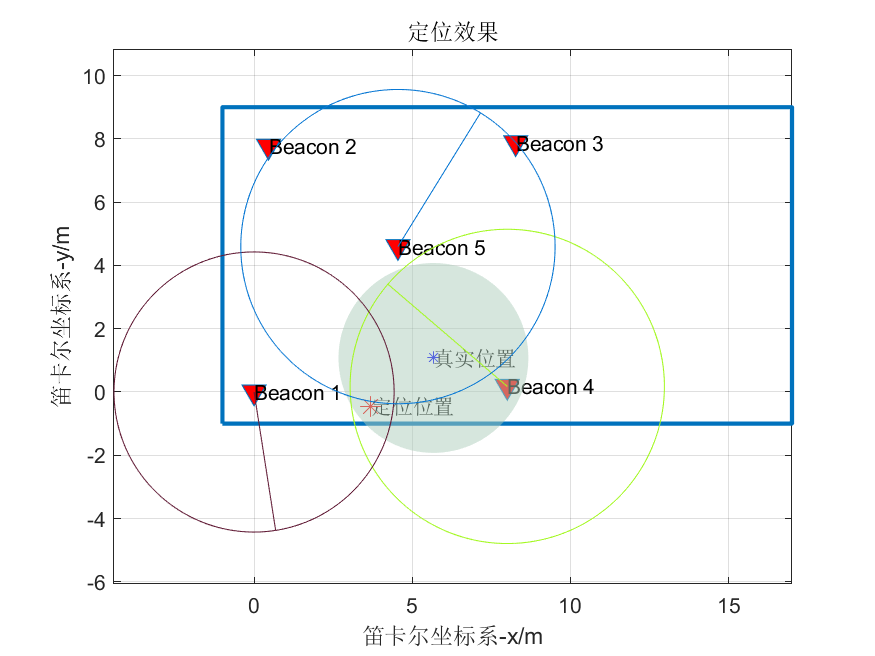 定位效果
10
8
6
4
2
0
-2
-4
-6
笛卡尔坐标系-y/m
Beacon 2
Beacon 3
Beacon 5
真实位置
Beacon 4
Beacon 1
定位位置
0
5
10
15
笛卡尔坐标系-x/m